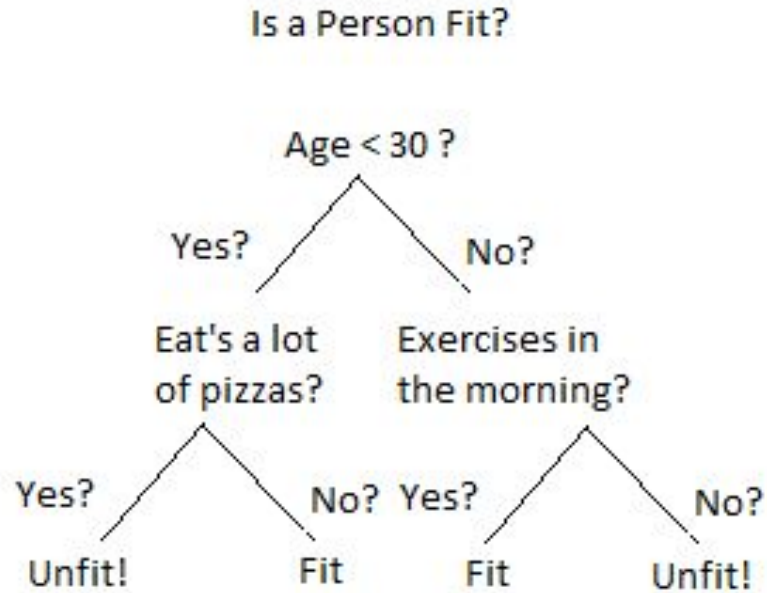 Is a Person Fit?
Age < 30 ?
Yes?
No?
Eat's a lot
of pizzas?
Exercises in
the morning?
Yes?
No?
Yes?
No?
Unfit!
Fit
Fit
Unfit!